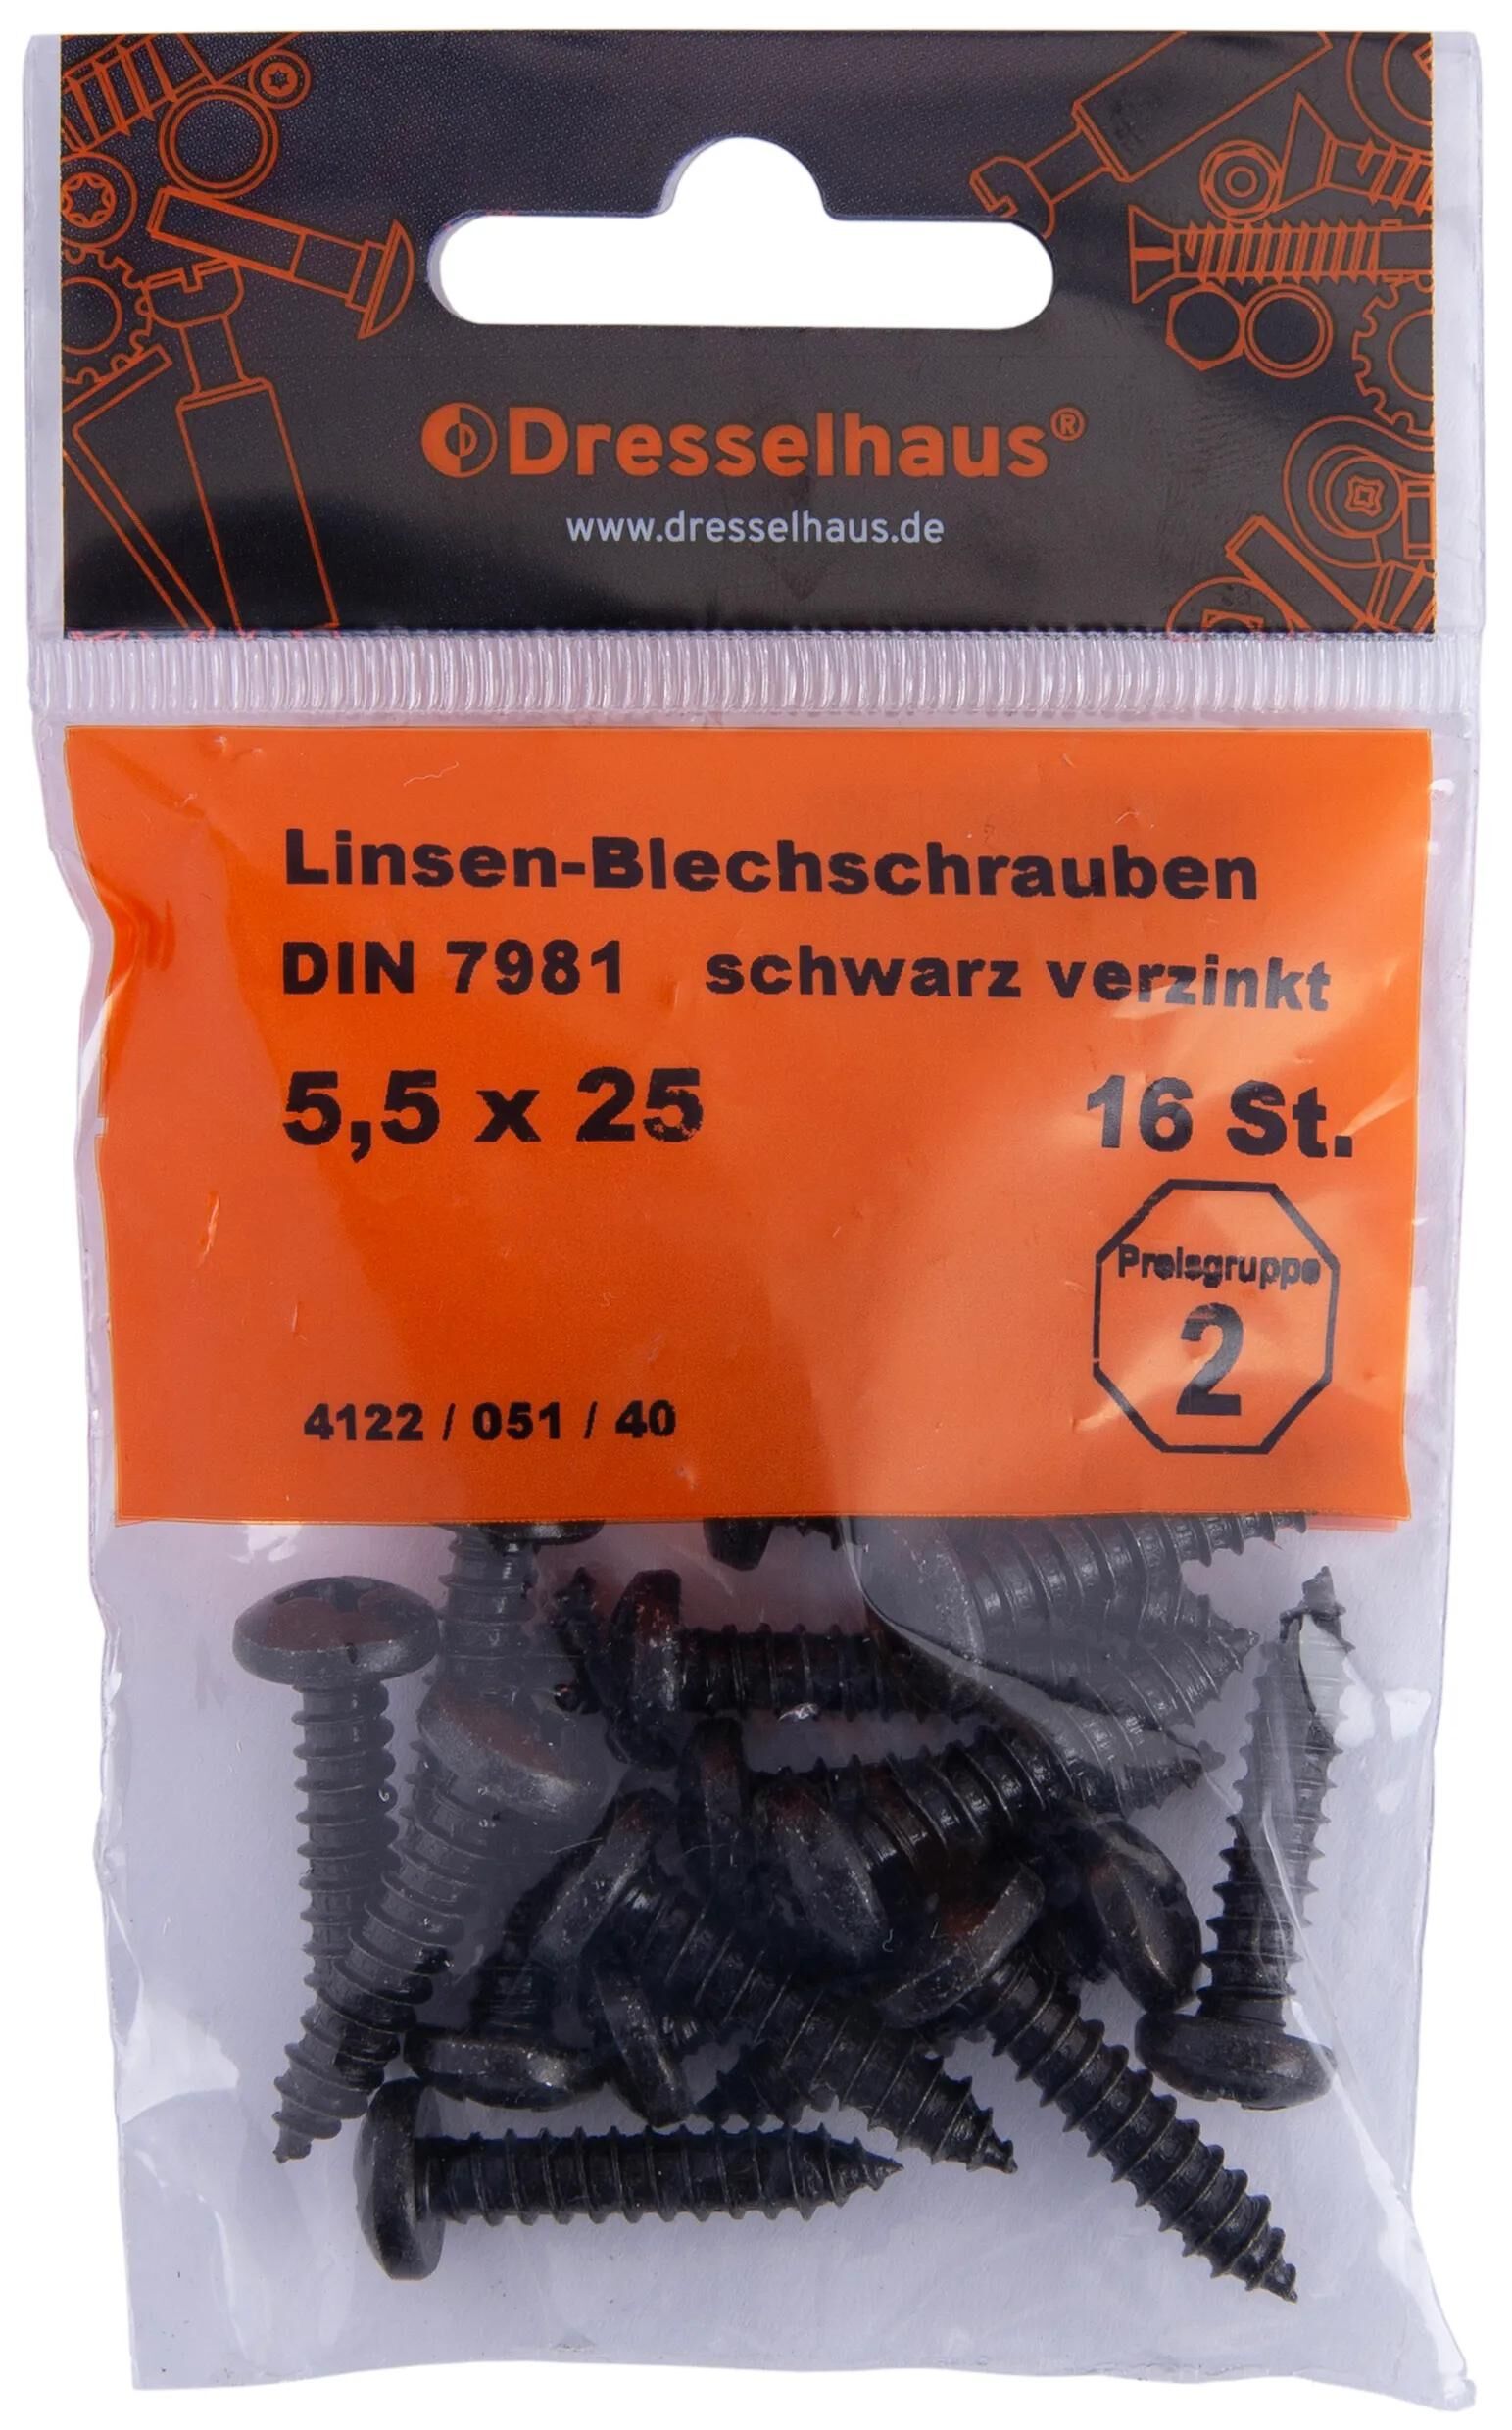 Dresselhaus®
www.dresselhaus.de
Linsen-Blechschrauben
DIN 7981 schwarz verzinkt
5,5 x 25 16 St.
Preisgruppe
2
4122 / 051 / 40